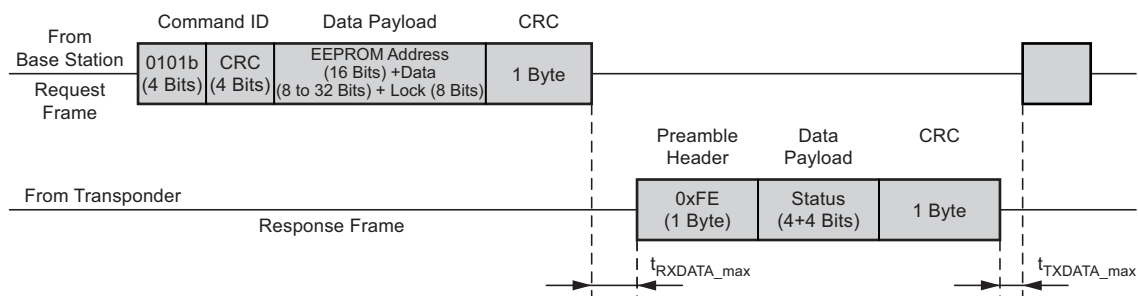 Command ID
Data Payload
CRC
From
Base Station
Request
Frame
0101b
(4 Bits)
CRC
(4 Bits)
EEPROM Address
(16 Bits) +Data
(8 to 32 Bits) + Lock (8 Bits)
1 Byte
Preamble
Header
Data
Payload
CRC
From Transponder
Response Frame
0xFE
(1 Byte)
Status
(4+4 Bits)
1 Byte
tRXDATA_max
tTXDATA_max